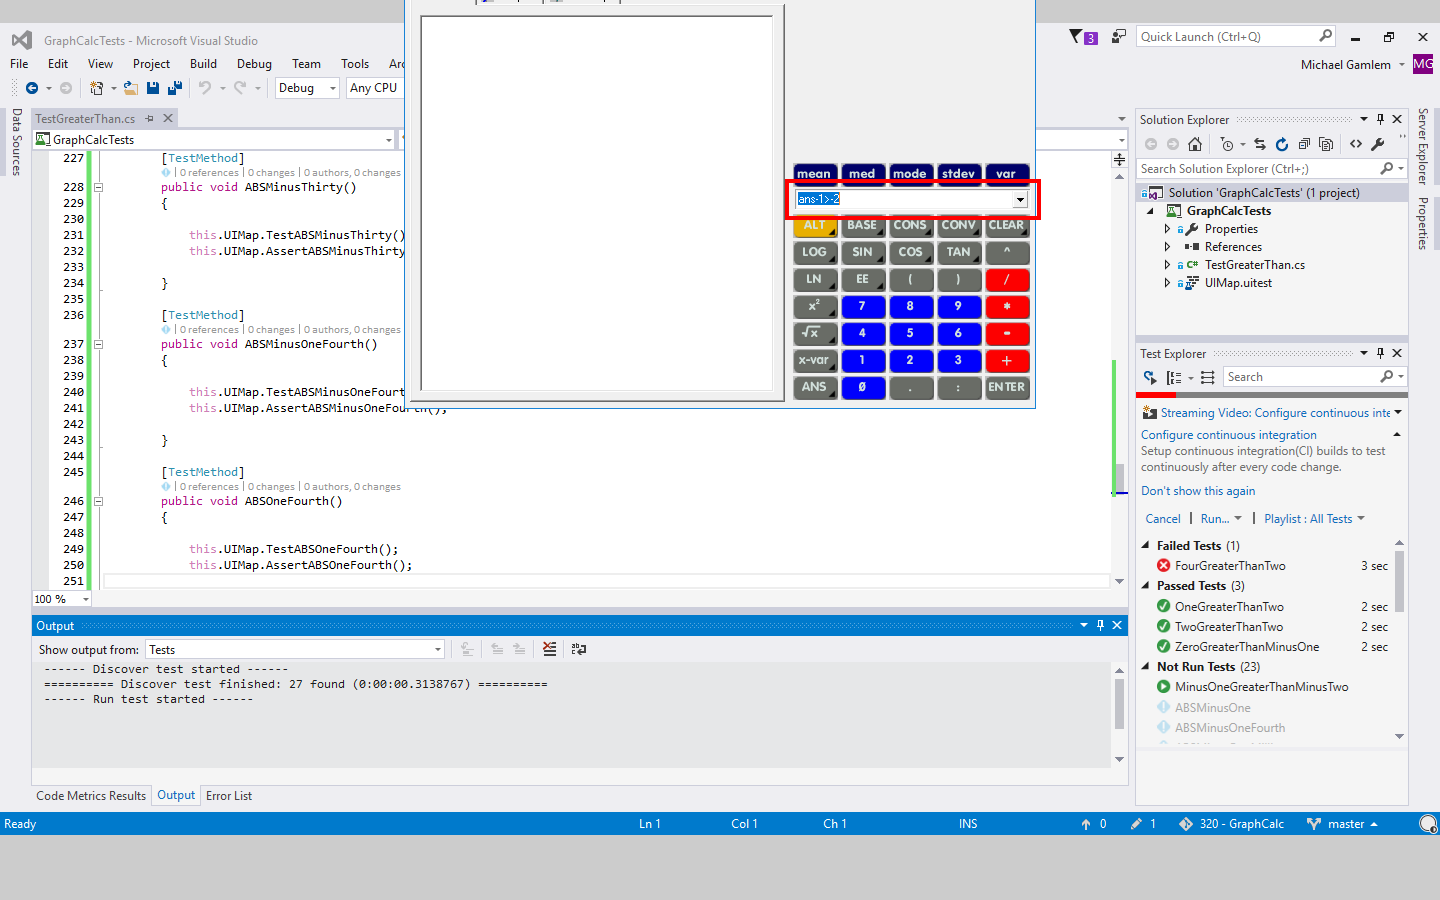 GraphCalcTests - Microsoft Visual Studio
3
Quick Launch (Ctrl+Q)
File Edit View Project Build Debug Team Tools
Michael Gamlem
MG
Debug
Any CPU
Data Sources
TestGreaterThan.cs
GraphCalcTests
227 [TestMethod]
0 references | 0 changes | 0 authors, 0 changes
228 public void ABSMinusThirty()
229 {
230
231 this.UIMap.TestABSMinusThirty()
232 this.UIMap.AssertABSMinusThirty
233
234 }
235
236 [TestMethod]
0 references | 0 changes | 0 authors, 0 changes
237 public void ABSMinusOneFourth()
238 {
239
240 this.UIMap.TestABSMinusOneFourt
241 this.UIMap.AssertABSMinusOneFourth();
242
243 }
244
245 [TestMethod]
0 references | 0 changes | 0 authors, 0 changes
246 public void ABSOneFourth()
247 {
248
249 this.UIMap.TestABSOneFourth();
250 this.UIMap.AssertABSOneFourth();
251
100 %
mean med mode stdev var
ans-1>-2
ALT BASE CONS CONV CLEAR
LOG SIN COS TAN ^
LN EE ( ) /
x² 7 8 9 *
√x 4 5 6 -
x-var 1 2 3 +
ANS 0 . : ENTER
Output
Show output from: Tests
------ Discover test started ------
========== Discover test finished: 27 found (0:00:00.3138767) ==========
------ Run test started ------
Code Metrics Results Output Error List
Solution Explorer
Search Solution Explorer (Ctrl+;)
Solution 'GraphCalcTests' (1 project)
GraphCalcTests
Properties
References
TestGreaterThan.cs
UIMap.uitest
Server Explorer
Properties
Test Explorer
Search
Streaming Video: Configure continuous inte
Configure continuous integration
Setup continuous integration(CI) builds to test
continuously after every code change.
Don't show this again
Cancel | Run... | Playlist : All Tests
Failed Tests (1)
FourGreaterThanTwo 3 sec
Passed Tests (3)
OneGreaterThanTwo 2 sec
TwoGreaterThanTwo 2 sec
ZeroGreaterThanMinusOne 2 sec
Not Run Tests (23)
MinusOneGreaterThanMinusTwo
ABSMinusOne
ABSMinusOneFourth
Ready Ln 1 Col 1 Ch 1 INS 0 1 320 - GraphCalc master